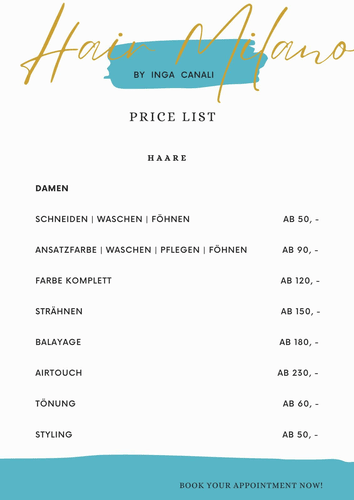 Hair Milano
BY INGA CANALI
PRICE LIST
HAARE
DAMEN
SCHNEIDEN | WASCHEN | FÖHNEN AB 50, -
ANSATZFARBE | WASCHEN | PFLEGEN | FÖHNEN AB 90, -
FARBE KOMPLETT AB 120, -
STRÄHNEN AB 150, -
BALAYAGE AB 180, -
AIRTOUCH AB 230, -
TÖNUNG AB 60, -
STYLING AB 50, -
BOOK YOUR APPOINTMENT NOW!